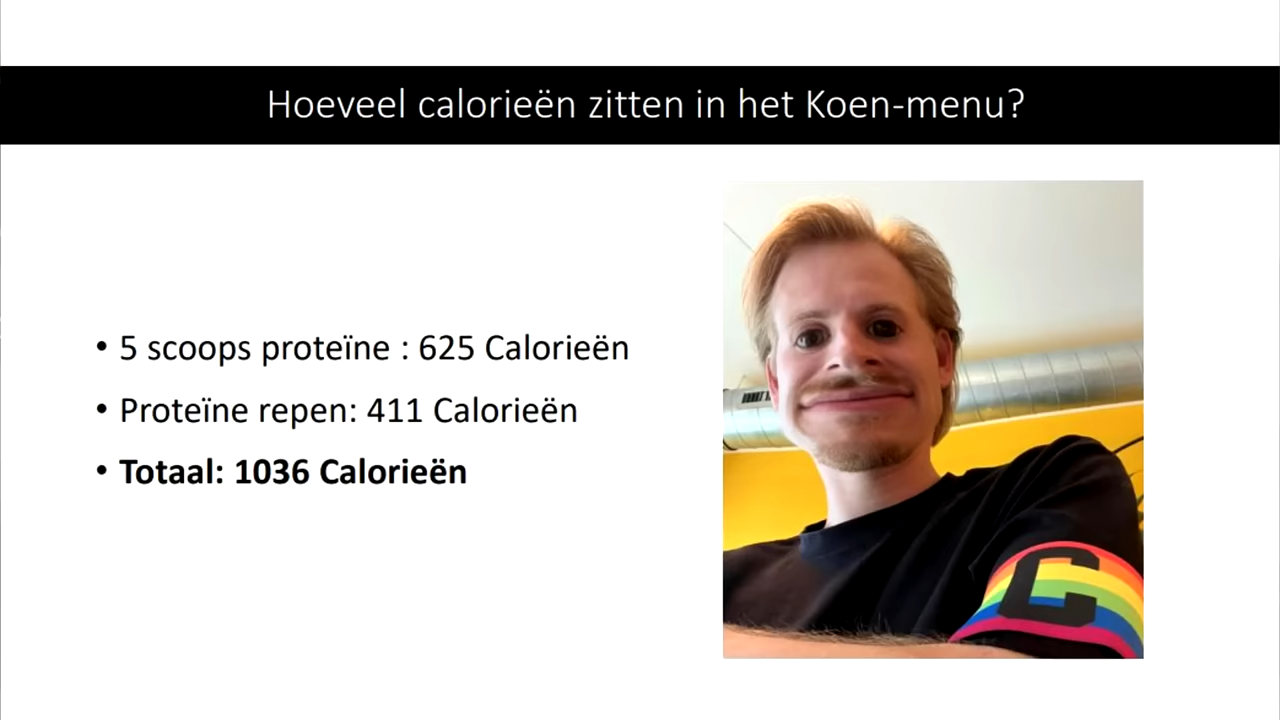 Hoeveel calorieën zitten in het Koen-menu?
• 5 scoops proteïne : 625 Calorieën
• Proteïne repen: 411 Calorieën
• Totaal: 1036 Calorieën
C